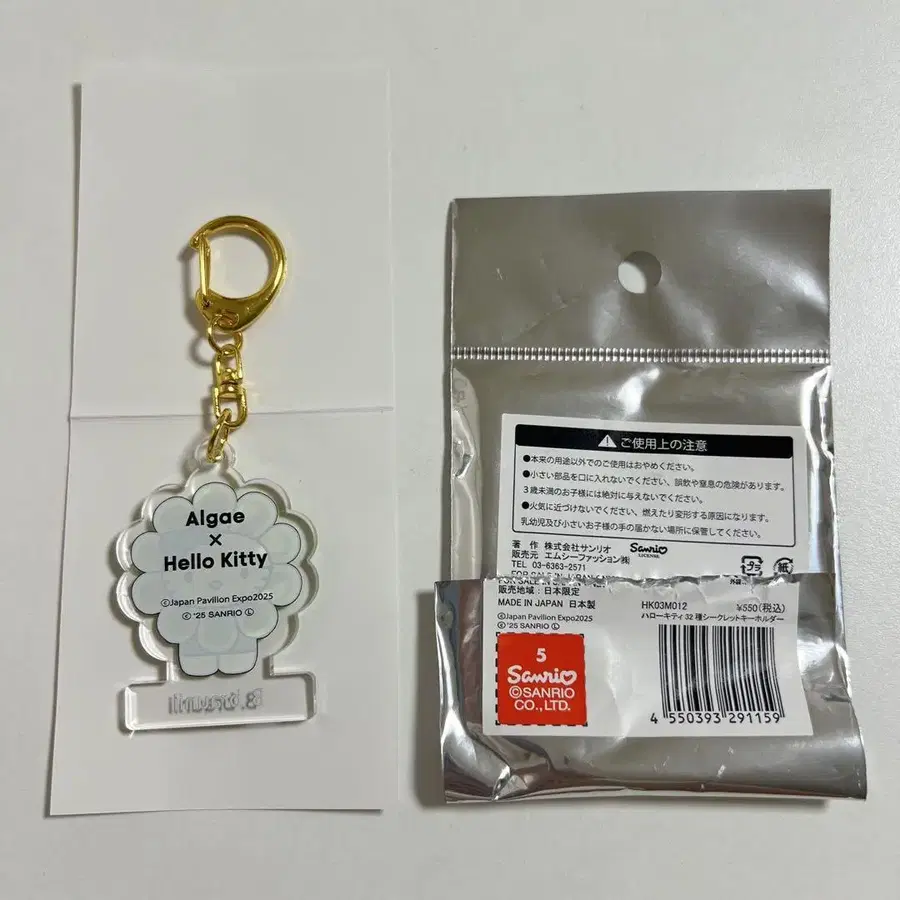 Algae
×
Hello Kitty
©Japan Pavilion Expo2025
© '25 SANRIO Ⓛ
ご使用上の注意
●本来の用途以外でのご使用はおやめください。
●小さい部品を口に入れないでください、誤飲や窒息の危険があります。
3歳未満のお子様には絶対に与えないでください。
●火気に近づけないでください、燃えたり変形する原因になります。
乳幼児及び小さいお子様の手の届かない場所に保管してください。
著 作 株式会社サンリオ Sanrio LICENSE
販売元 エムシーファッション㈱
TEL 03-6363-2571
プラ
紙
FOR SALE IN JAPAN
販売地域:日本限定
MADE IN JAPAN 日本製
©Japan Pavilion Expo2025
© '25 SANRIO Ⓛ
HK03M012 ¥550(税込)
ハローキティ 32 種シークレットキーホルダー
5
Sanrio
©SANRIO
CO., LTD.
4 550393 291159